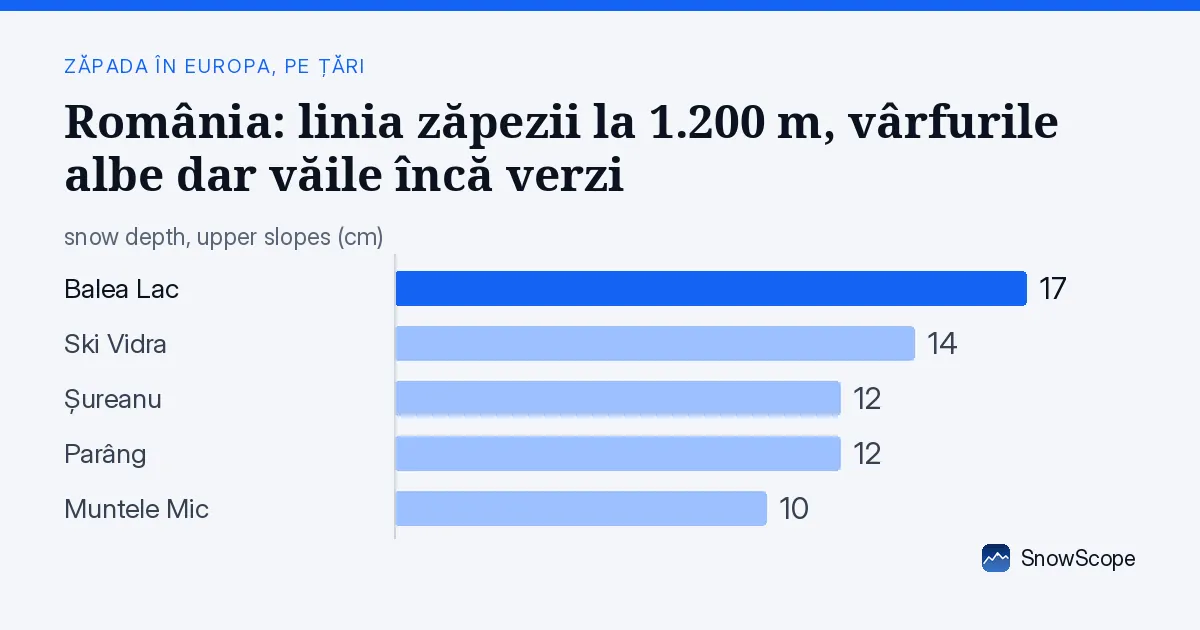 ZĂPADA ÎN EUROPA, PE ȚĂRI
România: linia zăpezii la 1.200 m, vârfurile
albe dar văile încă verzi
snow depth, upper slopes (cm)
Balea Lac 17
Ski Vidra 14
Șureanu 12
Parâng 12
Muntele Mic 10
SnowScope